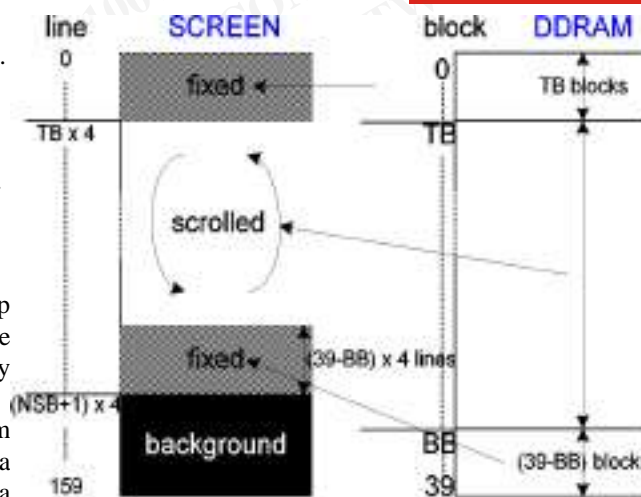 line SCREEN block DDRAM
.
0 fixed 0 TB blocks
TB x 4 TB
scrolled
p
e
y
fixed (39-BB) x 4 lines
(NSB+1) x 4
m
background BB (39-BB) block
a
159 39
a